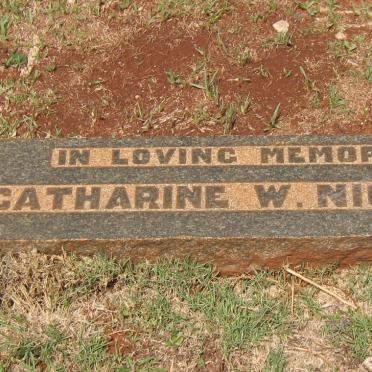 IN LOVING MEMOR
CATHARINE W. NI